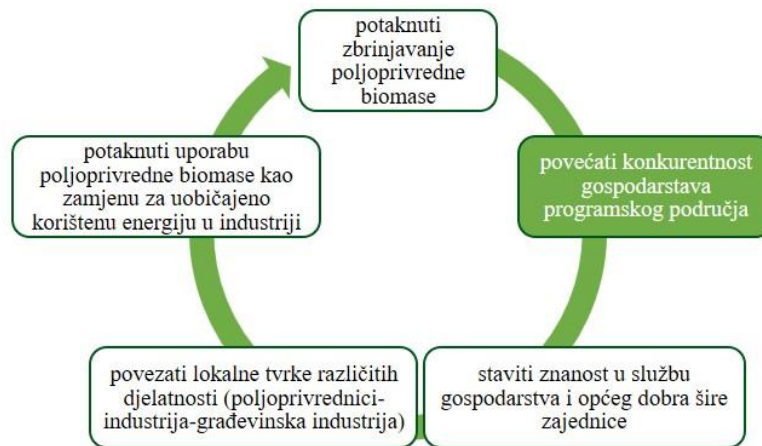 potaknuti
zbrinjavanje
poljoprivredne
biomase
povećati konkurentnost
gospodarstava
programskog područja
staviti znanost u službu
gospodarstva i općeg dobra šire
zajednice
povezati lokalne tvrke različitih
djelatnosti (poljoprivrednici-
industrija-građevinska industrija)
potaknuti uporabu
poljoprivredne biomase kao
zamjenu za uobičajeno
korištenu energiju u industriji